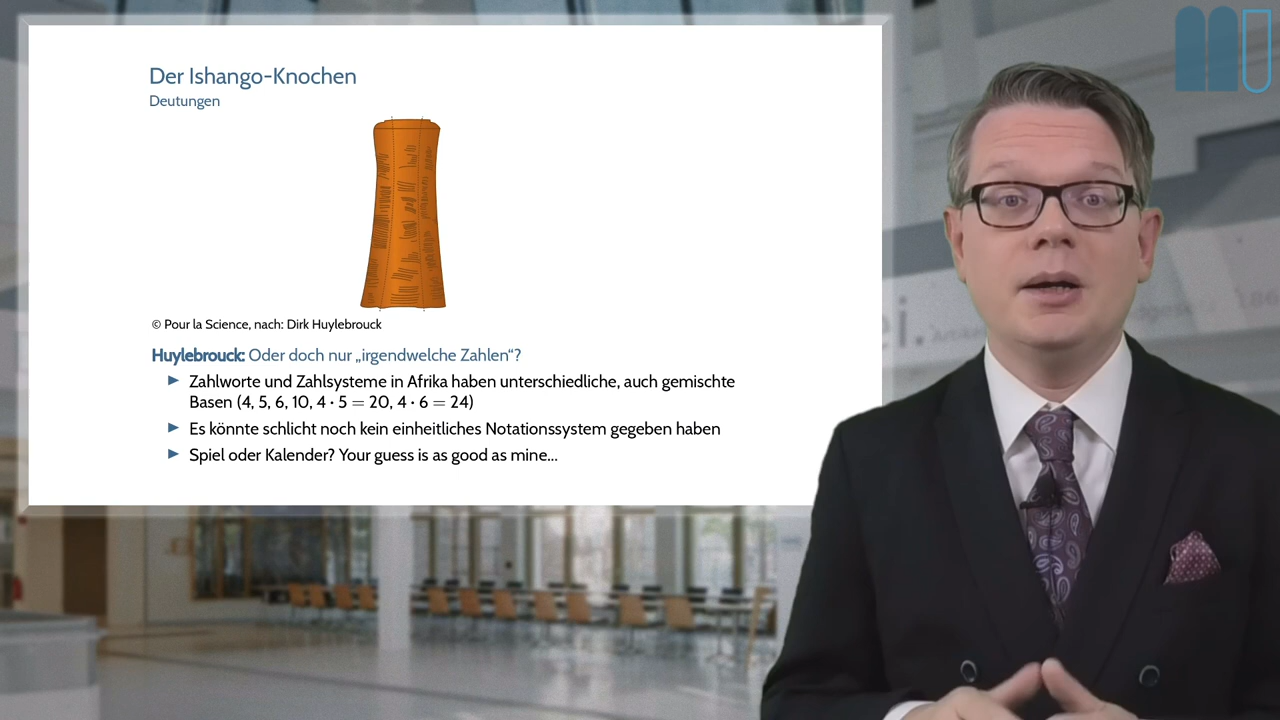 Der Ishango-Knochen
Deutungen
© Pour la Science, nach: Dirk Huylebrouck
Huylebrouck: Oder doch nur „irgendwelche Zahlen“?
► Zahlworte und Zahlsysteme in Afrika haben unterschiedliche, auch gemischte
Basen (4, 5, 6, 10, 4 · 5 = 20, 4 · 6 = 24)
► Es könnte schlicht noch kein einheitliches Notationssystem gegeben haben
► Spiel oder Kalender? Your guess is as good as mine...
ei.